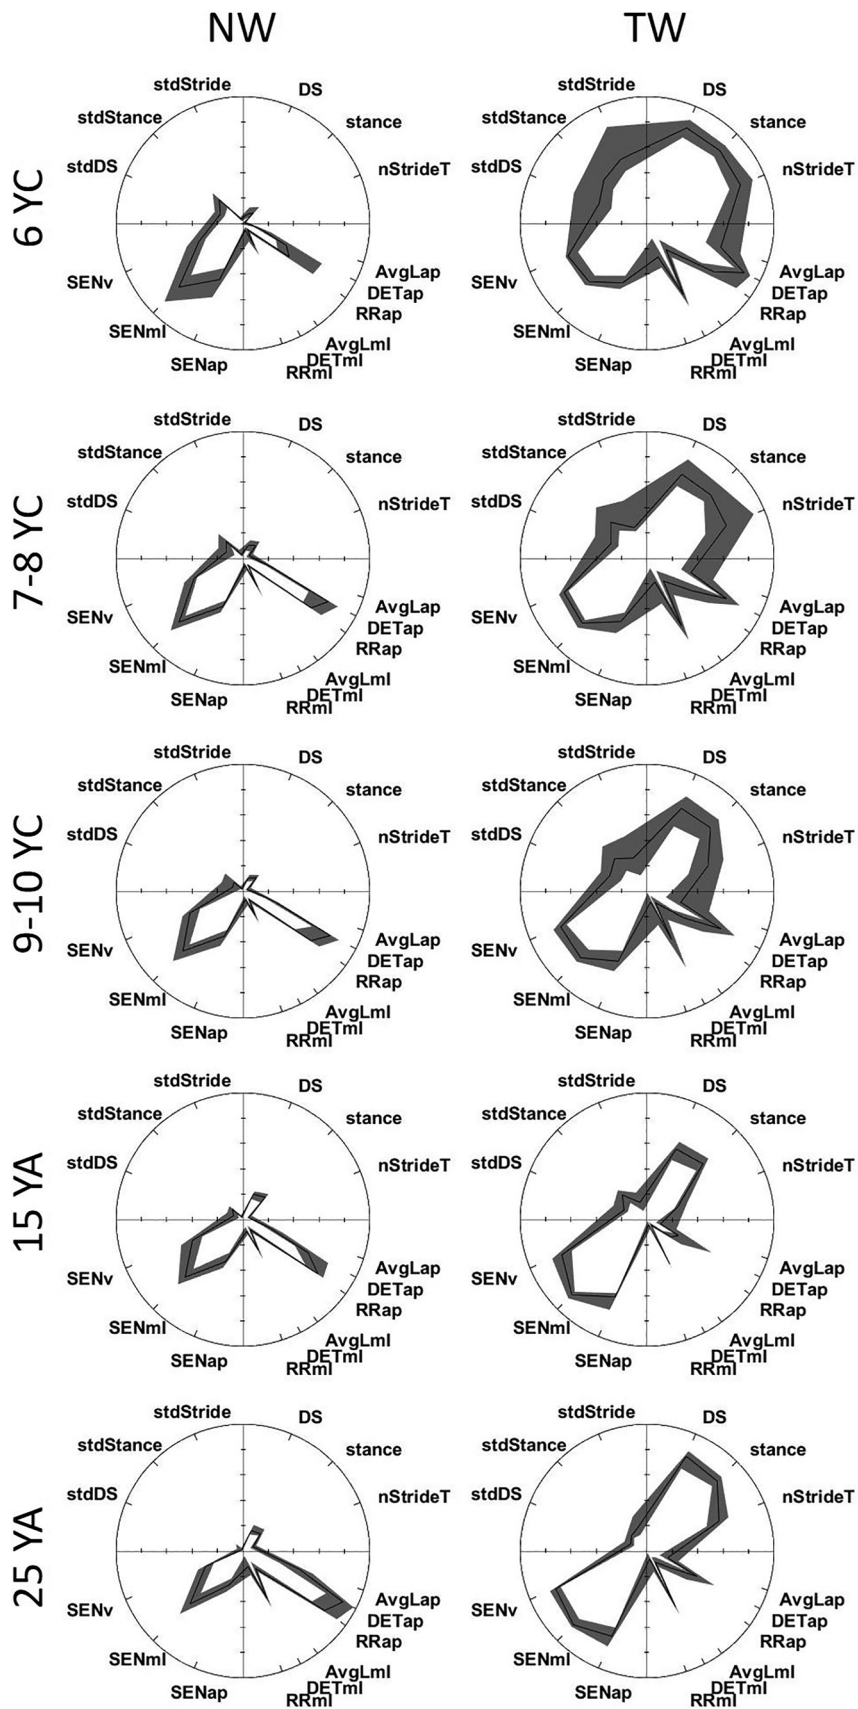 NW
TW
6 YC
stdStride
DS
stdStance
stance
stdDS
nStrideT
SENv
AvgLap
DETap
RRap
SENml
AvgLml
DETml
SENap
RRml
stdStride
DS
stdStance
stance
stdDS
nStrideT
SENv
AvgLap
DETap
RRap
SENml
AvgLml
DETml
SENap
RRml
7-8 YC
stdStride
DS
stdStance
stance
stdDS
nStrideT
SENv
AvgLap
DETap
RRap
SENml
AvgLml
DETml
SENap
RRml
stdStride
DS
stdStance
stance
stdDS
nStrideT
SENv
AvgLap
DETap
RRap
SENml
AvgLml
DETml
SENap
RRml
9-10 YC
stdStride
DS
stdStance
stance
stdDS
nStrideT
SENv
AvgLap
DETap
RRap
SENml
AvgLml
DETml
SENap
RRml
stdStride
DS
stdStance
stance
stdDS
nStrideT
SENv
AvgLap
DETap
RRap
SENml
AvgLml
DETml
SENap
RRml
15 YA
stdStride
DS
stdStance
stance
stdDS
nStrideT
SENv
AvgLap
DETap
RRap
SENml
AvgLml
DETml
SENap
RRml
stdStride
DS
stdStance
stance
stdDS
nStrideT
SENv
AvgLap
DETap
RRap
SENml
AvgLml
DETml
SENap
RRml
25 YA
stdStride
DS
stdStance
stance
stdDS
nStrideT
SENv
AvgLap
DETap
RRap
SENml
AvgLml
DETml
SENap
RRml
stdStride
DS
stdStance
stance
stdDS
nStrideT
SENv
AvgLap
DETap
RRap
SENml
AvgLml
DETml
SENap
RRml